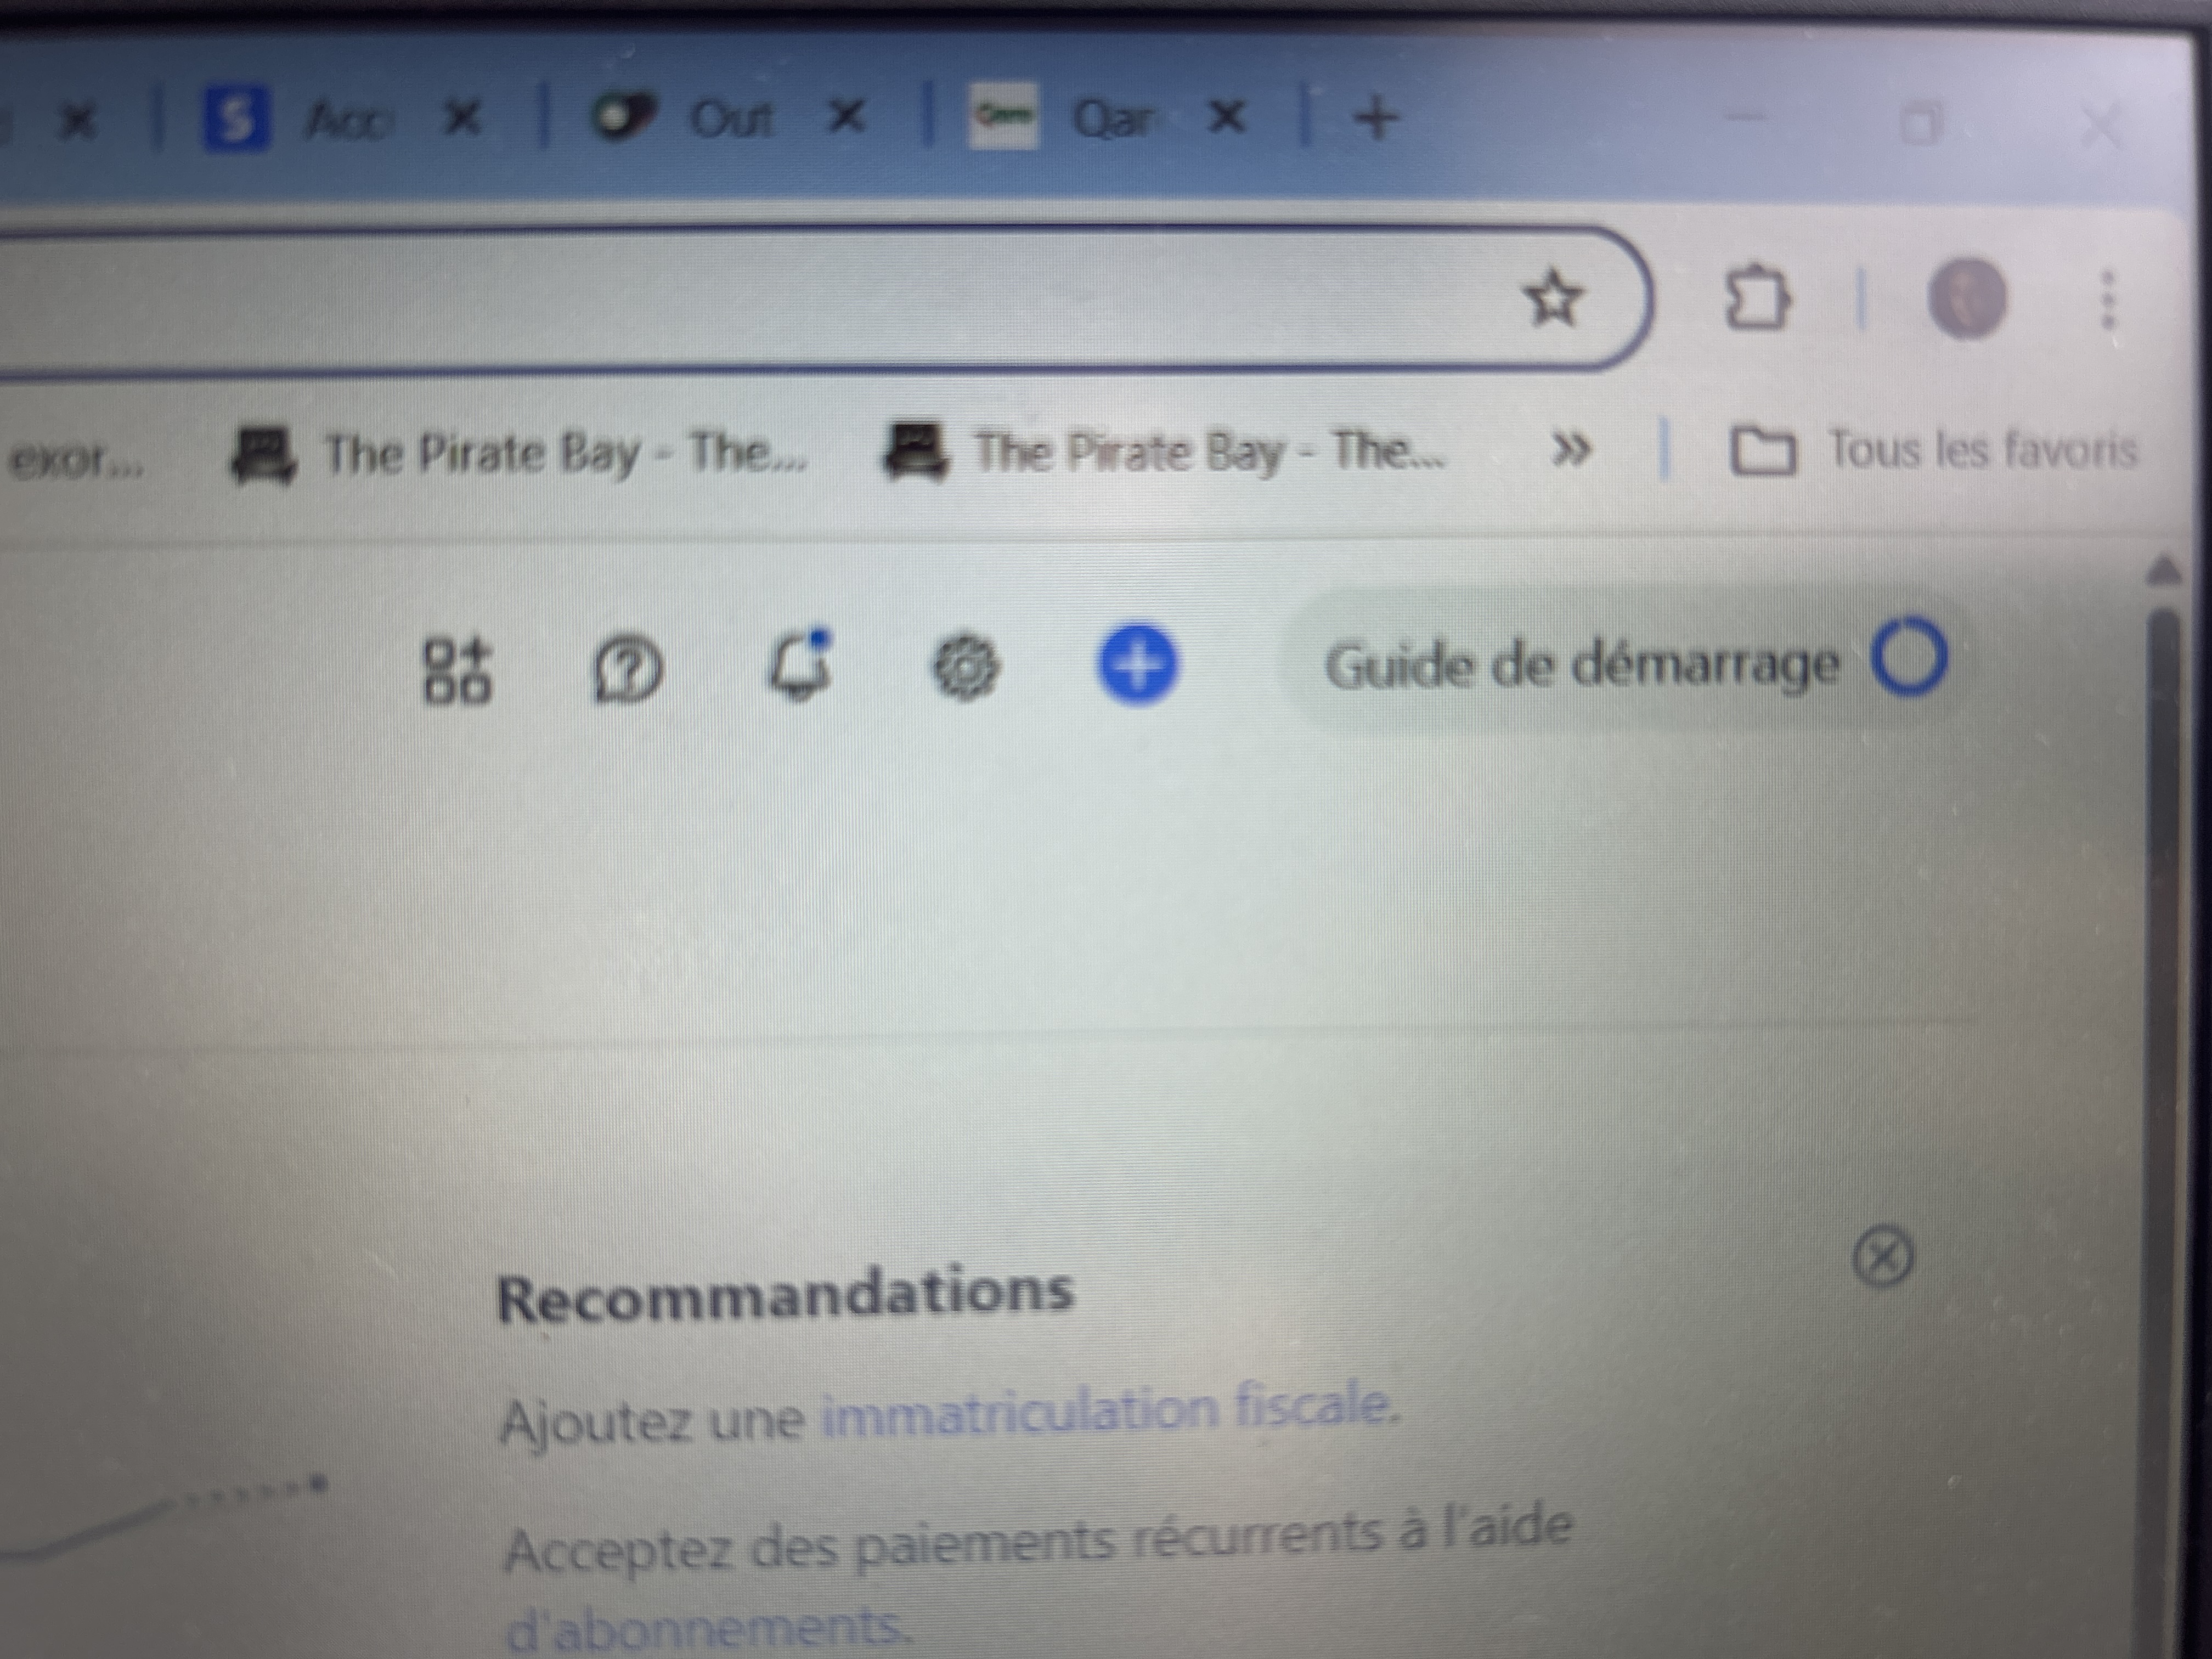 S Acc Out Qar
exor... The Pirate Bay - The... The Pirate Bay - The... » Tous les favoris
Guide de démarrage
Recommandations
Ajoutez une immatriculation fiscale.
Acceptez des paiements récurrents à l'aide
d'abonnements.